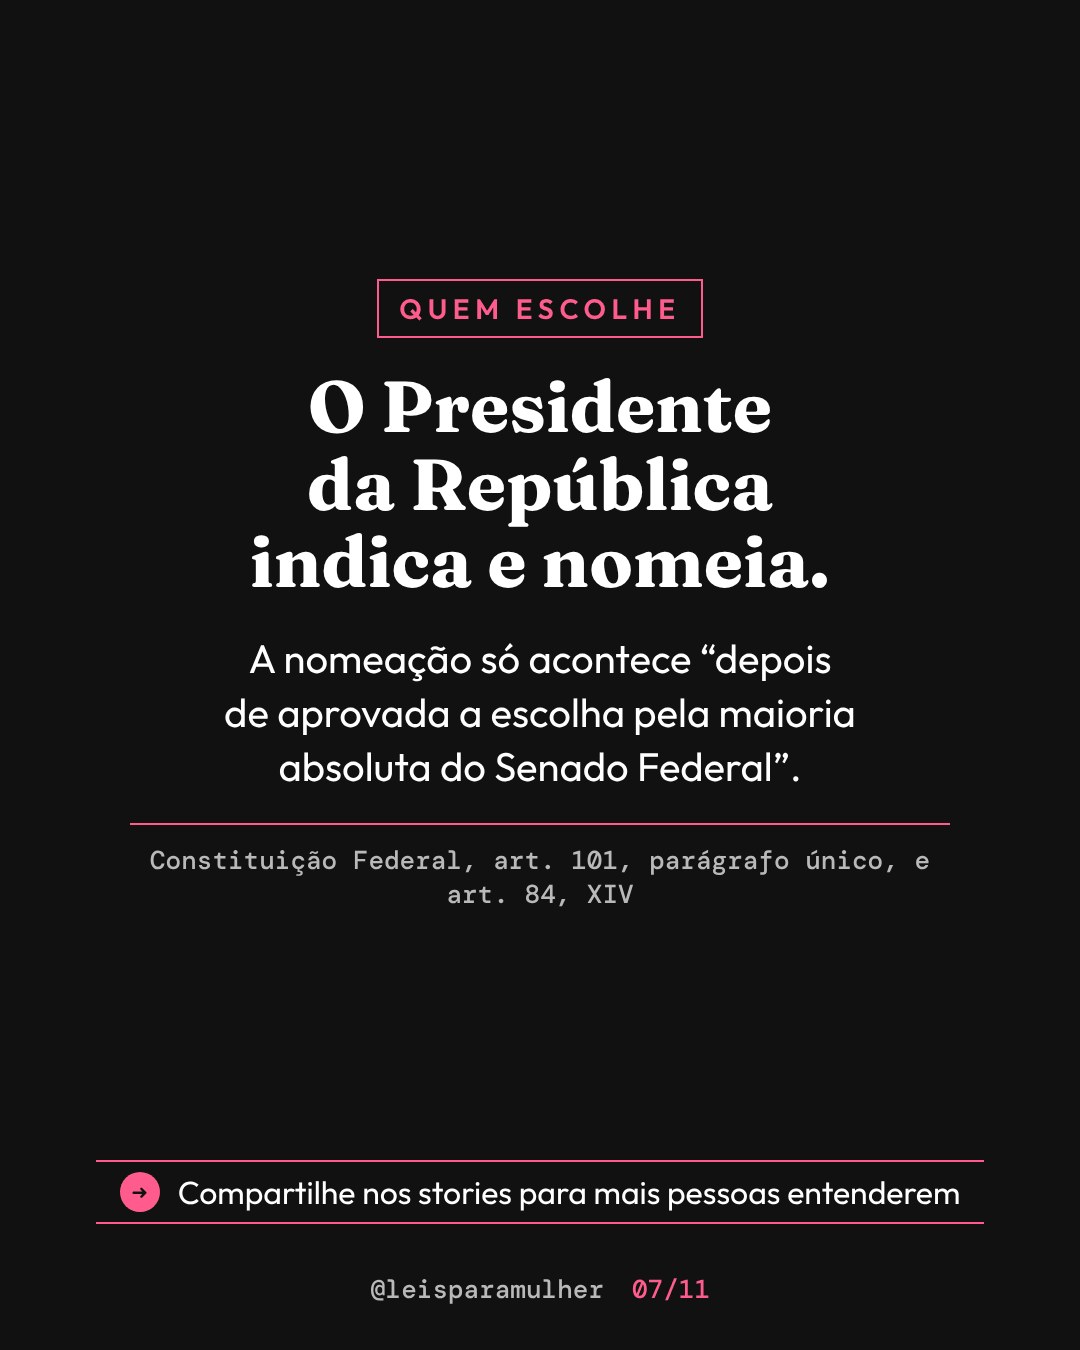 QUEM ESCOLHE
O Presidente
da República
indica e nomeia.
A nomeação só acontece “depois
de aprovada a escolha pela maioria
absoluta do Senado Federal”.
Constituição Federal, art. 101, parágrafo único, e
art. 84, XIV
➔ Compartilhe nos stories para mais pessoas entenderem
@leisparamulher 07/11